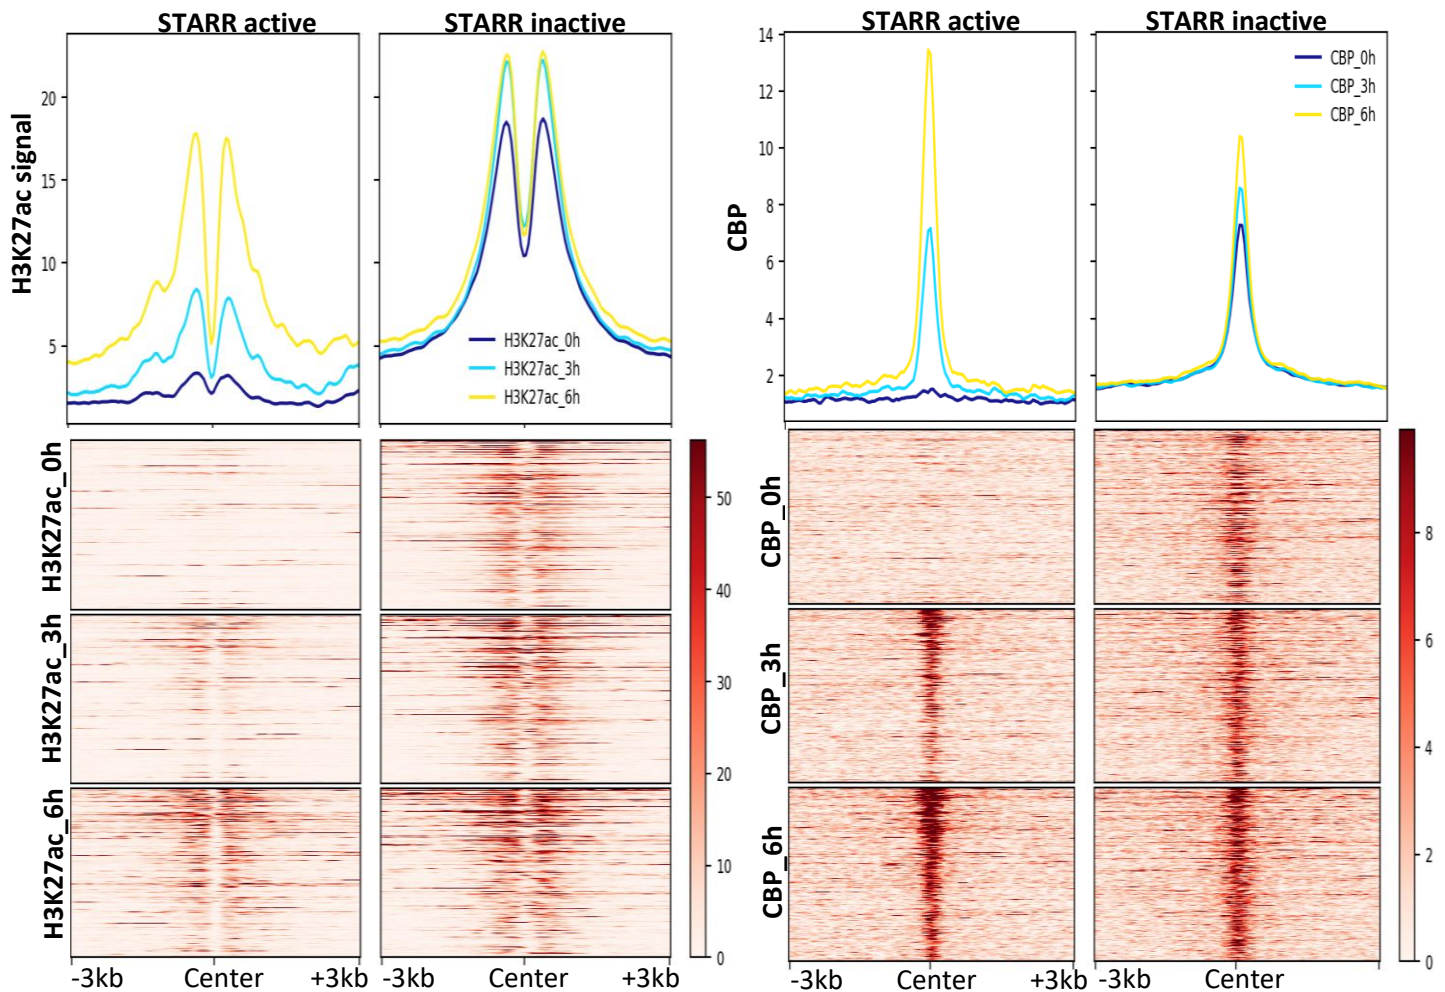 STARR active
STARR inactive
STARR active
STARR inactive
H3K27ac signal
20
15
10
5
H3K27ac_0h
H3K27ac_3h
H3K27ac_6h
CBP
14
12
10
8
6
4
2
CBP_0h
CBP_3h
CBP_6h
H3K27ac_0h
H3K27ac_3h
H3K27ac_6h
50
40
30
20
10
0
CBP_0h
CBP_3h
CBP_6h
8
6
4
2
0
-3kb Center +3kb
-3kb Center +3kb
-3kb Center +3kb
-3kb Center